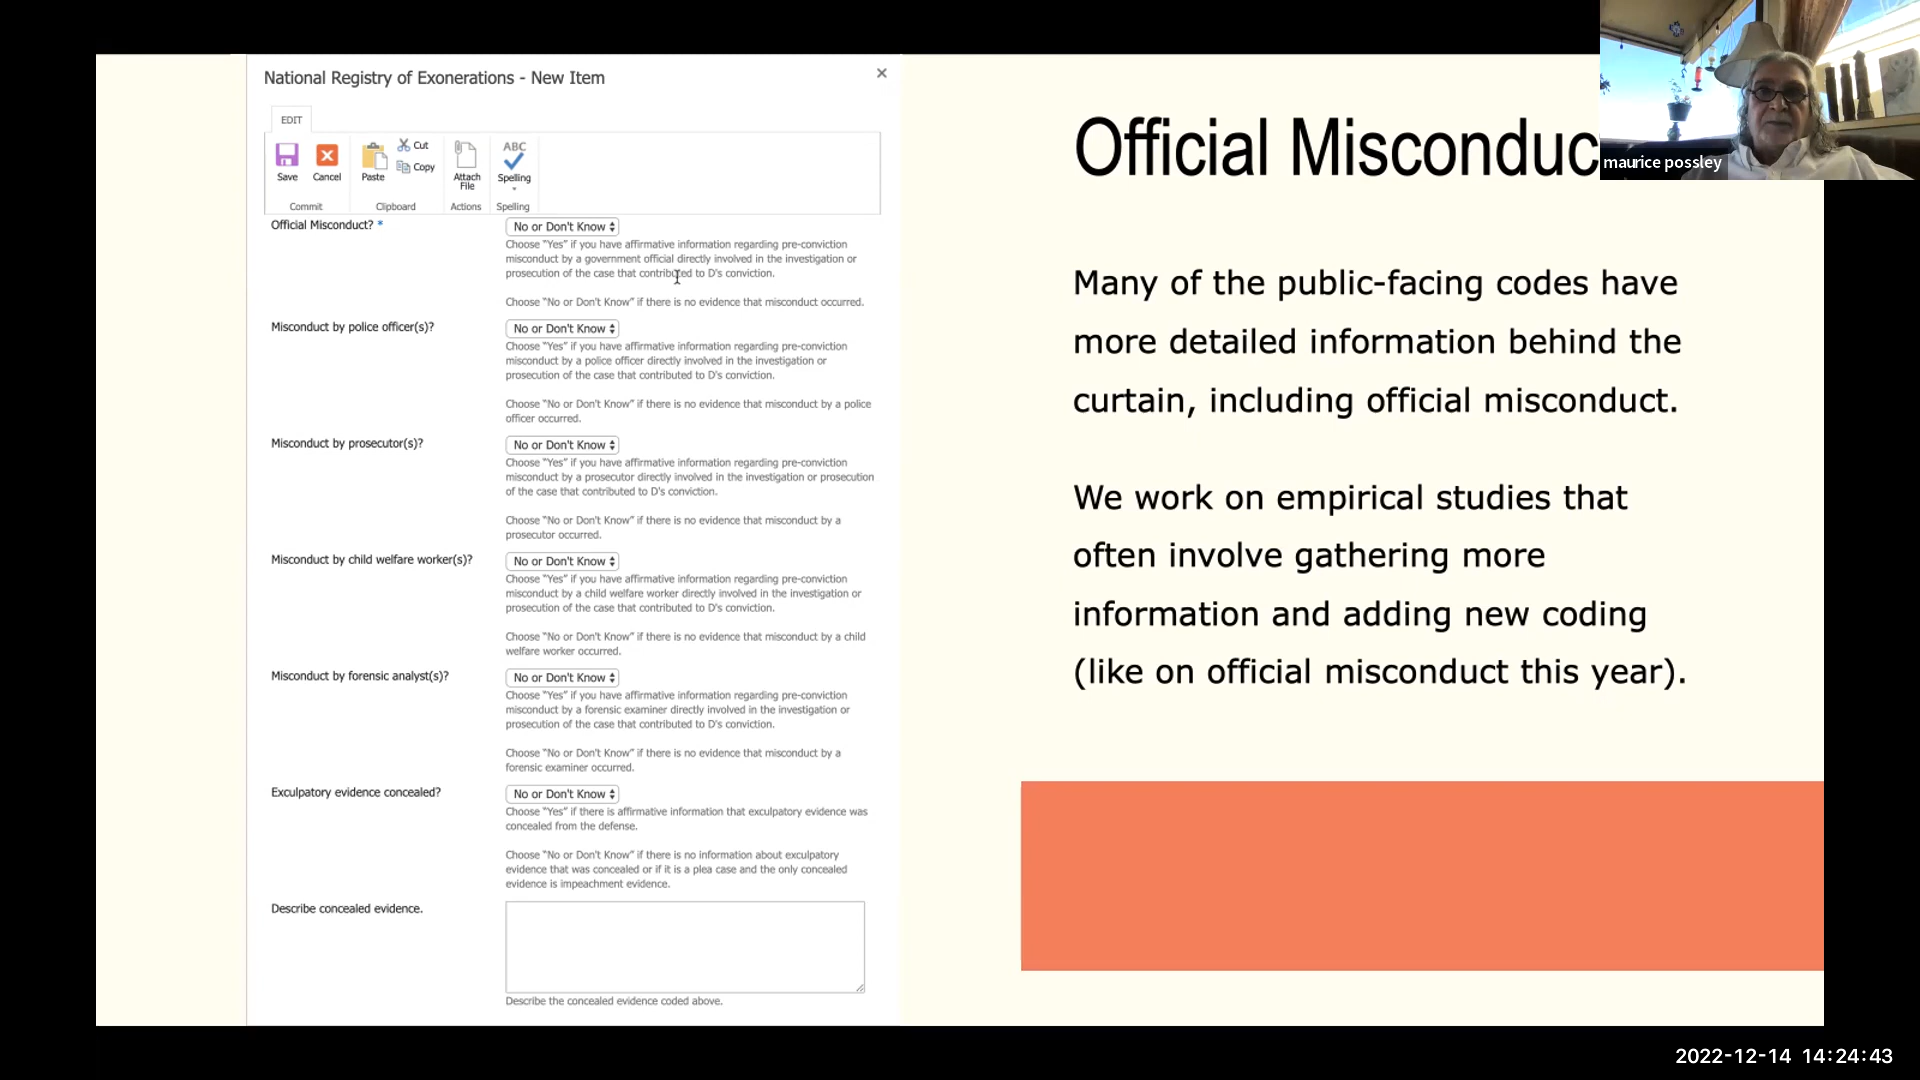 National Registry of Exonerations - New Item
EDIT
Save
Cancel
Commit
Paste
Cut
Copy
Clipboard
Attach
File
Actions
ABC
Spelling
Spelling
Official Misconduct? *
No or Don't Know
Choose "Yes" if you have affirmative information regarding pre-conviction
misconduct by a government official directly involved in the investigation or
prosecution of the case that contributed to D's conviction.
Choose "No or Don't Know" if there is no evidence that misconduct occurred.
Misconduct by police officer(s)?
No or Don't Know
Choose "Yes" if you have affirmative information regarding pre-conviction
misconduct by a police officer directly involved in the investigation or
prosecution of the case that contributed to D's conviction.
Choose "No or Don't Know" if there is no evidence that misconduct by a police
officer occurred.
Misconduct by prosecutor(s)?
No or Don't Know
Choose "Yes" if you have affirmative information regarding pre-conviction
misconduct by a prosecutor directly involved in the investigation or prosecution
of the case that contributed to D's conviction.
Choose "No or Don't Know" if there is no evidence that misconduct by a
prosecutor occurred.
Misconduct by child welfare worker(s)?
No or Don't Know
Choose "Yes" if you have affirmative information regarding pre-conviction
misconduct by a child welfare worker directly involved in the investigation or
prosecution of the case that contributed to D's conviction.
Choose "No or Don't Know" if there is no evidence that misconduct by a child
welfare worker occurred.
Misconduct by forensic analyst(s)?
No or Don't Know
Choose "Yes" if you have affirmative information regarding pre-conviction
misconduct by a forensic examiner directly involved in the investigation or
prosecution of the case that contributed to D's conviction.
Choose "No or Don't Know" if there is no evidence that misconduct by a
forensic examiner occurred.
Exculpatory evidence concealed?
No or Don't Know
Choose "Yes" if there is affirmative information that exculpatory evidence was
concealed from the defense.
Choose "No or Don't Know" if there is no information about exculpatory
evidence that was concealed or if it is a plea case and the only concealed
evidence is impeachment evidence.
Describe concealed evidence.
Describe the concealed evidence coded above.
Official Misconduc
Many of the public-facing codes have
more detailed information behind the
curtain, including official misconduct.
We work on empirical studies that
often involve gathering more
information and adding new coding
(like on official misconduct this year).
maurice possley
2022-12-14 14:24:43